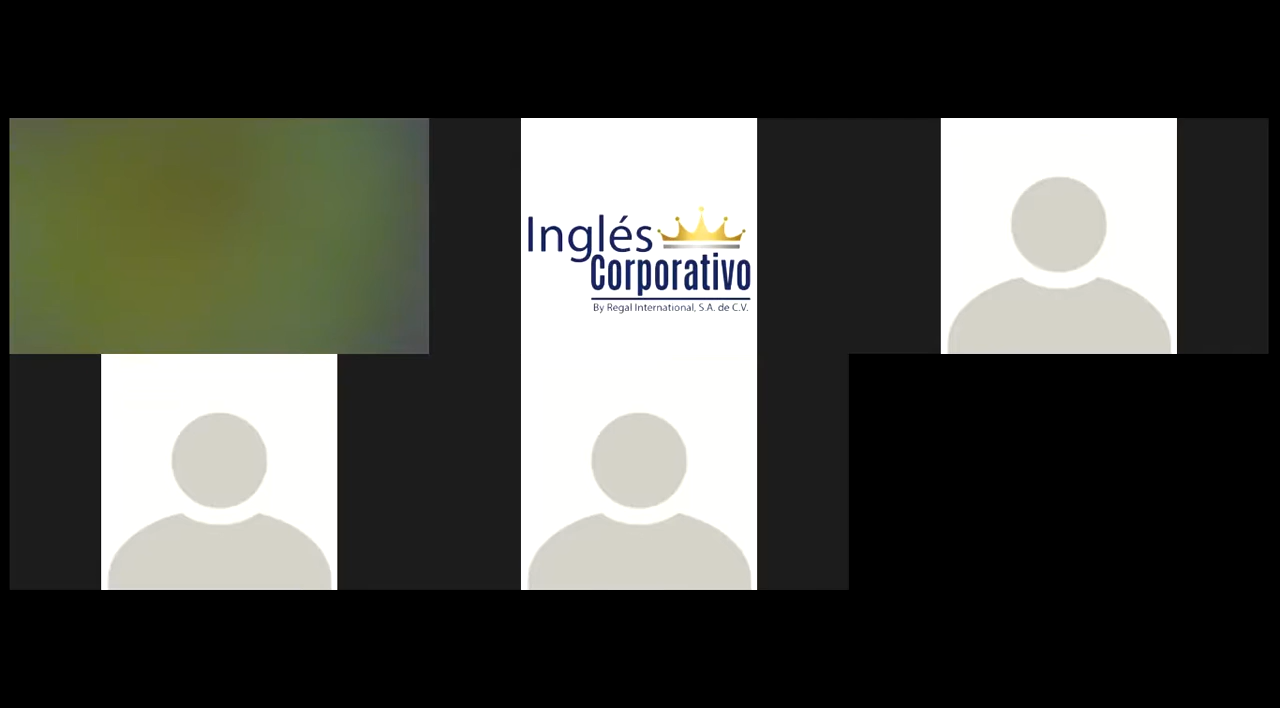 Inglés
Corporativo
By Regal International, S.A. de C.V.